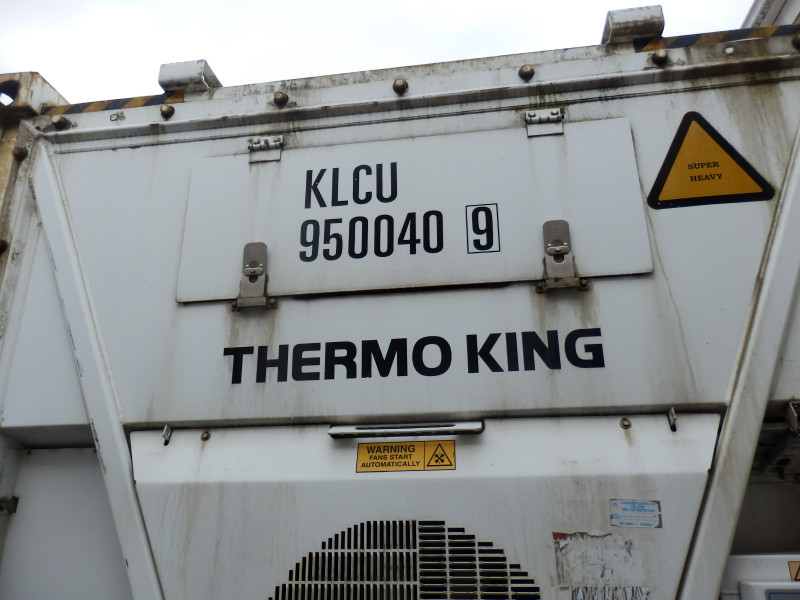 KLCU
950040 9
SUPER
HEAVY
THERMO KING
WARNING
FANS START
AUTOMATICALLY